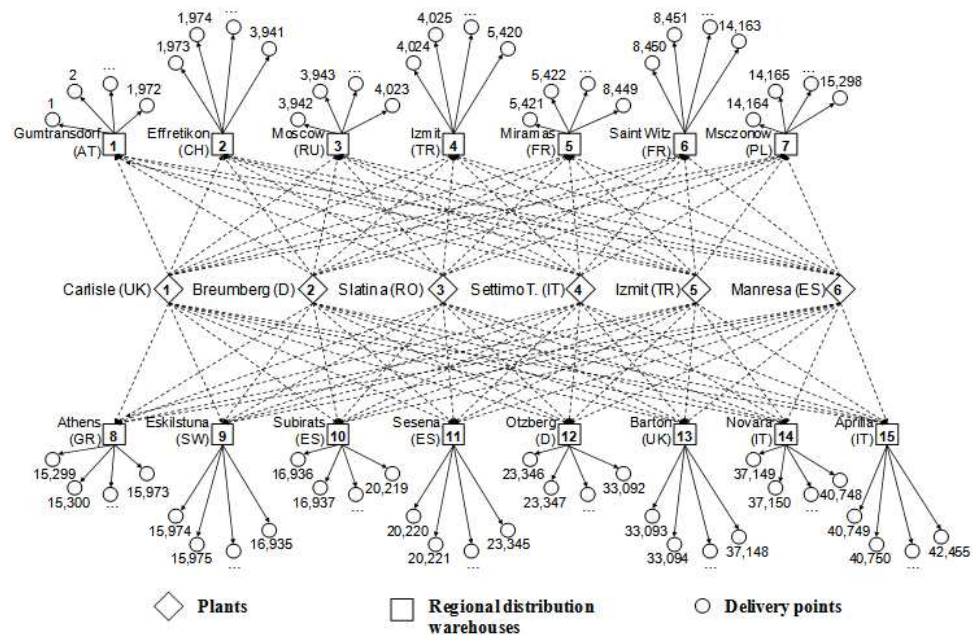 1,974 ... 4,025 ... 8,451 ...
1,973 3,941 4,024 5,420 8,450 14,163
2 ... 1,972 3,943 ... 5,422 ... 14,165 ... 15,298
1 3,942 4,023 5,421 8,449 14,164
Gumtransdorf Effretikon Moscow Izmit Miramas Saint Witz Msczonow
(AT) 1 (CH) 2 (RU) 3 (TR) 4 (FR) 5 (FR) 6 (PL) 7
Carlisle (UK) 1 Breumberg (D) 2 Slatina (RO) 3 Settimo T. (IT) 4 Izmit (TR) 5 Manresa (ES) 6
Athens Eskilstuna Subirats Sesena Otzberg Barton Novara Aprilia
(GR) 8 (SW) 9 (ES) 10 (ES) 11 (D) 12 (UK) 13 (IT) 14 (IT) 15
15,299 15,973 16,936 20,219 23,346 33,092 37,149 40,748
15,300 ... 16,937 ... 23,347 ... 37,150 ...
15,974 16,935 20,220 23,345 33,093 37,148 40,749 42,455
15,975 ... 20,221 ... 33,094 ... 40,750 ...
Plants Regional distribution Delivery points
warehouses